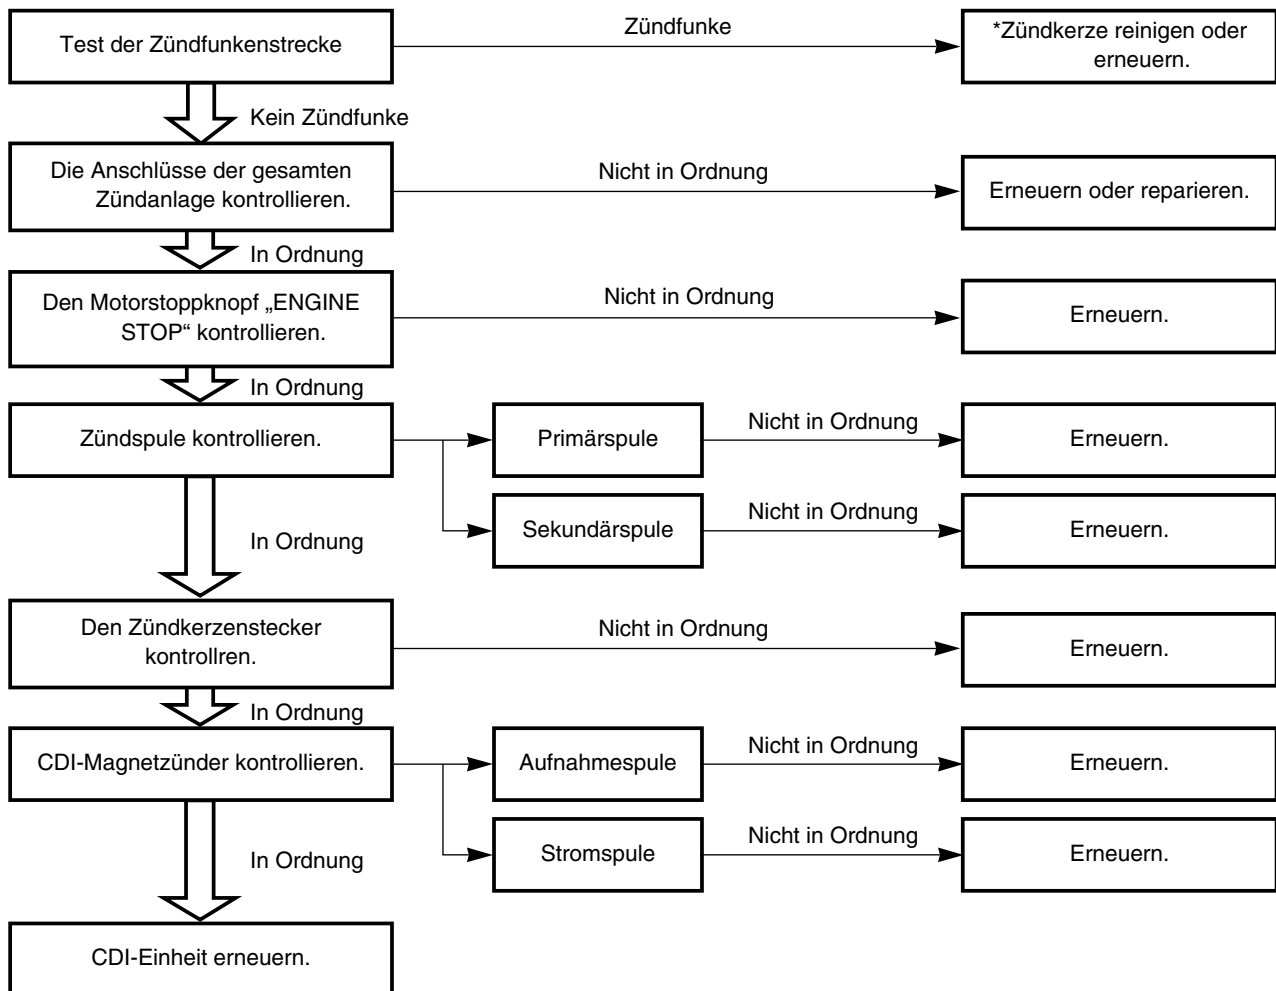 Test der Zündfunkenstrecke
Zündfunke
*Zündkerze reinigen oder
erneuern.
Kein Zündfunke
Die Anschlüsse der gesamten
Zündanlage kontrollieren.
Nicht in Ordnung
Erneuern oder reparieren.
In Ordnung
Den Motorstoppknopf „ENGINE
STOP“ kontrollieren.
Nicht in Ordnung
Erneuern.
In Ordnung
Zündspule kontrollieren.
Primärspule
Nicht in Ordnung
Erneuern.
Sekundärspule
Nicht in Ordnung
Erneuern.
In Ordnung
Den Zündkerzenstecker
kontrollren.
Nicht in Ordnung
Erneuern.
In Ordnung
CDI-Magnetzünder kontrollieren.
Aufnahmespule
Nicht in Ordnung
Erneuern.
Stromspule
Nicht in Ordnung
Erneuern.
In Ordnung
CDI-Einheit erneuern.